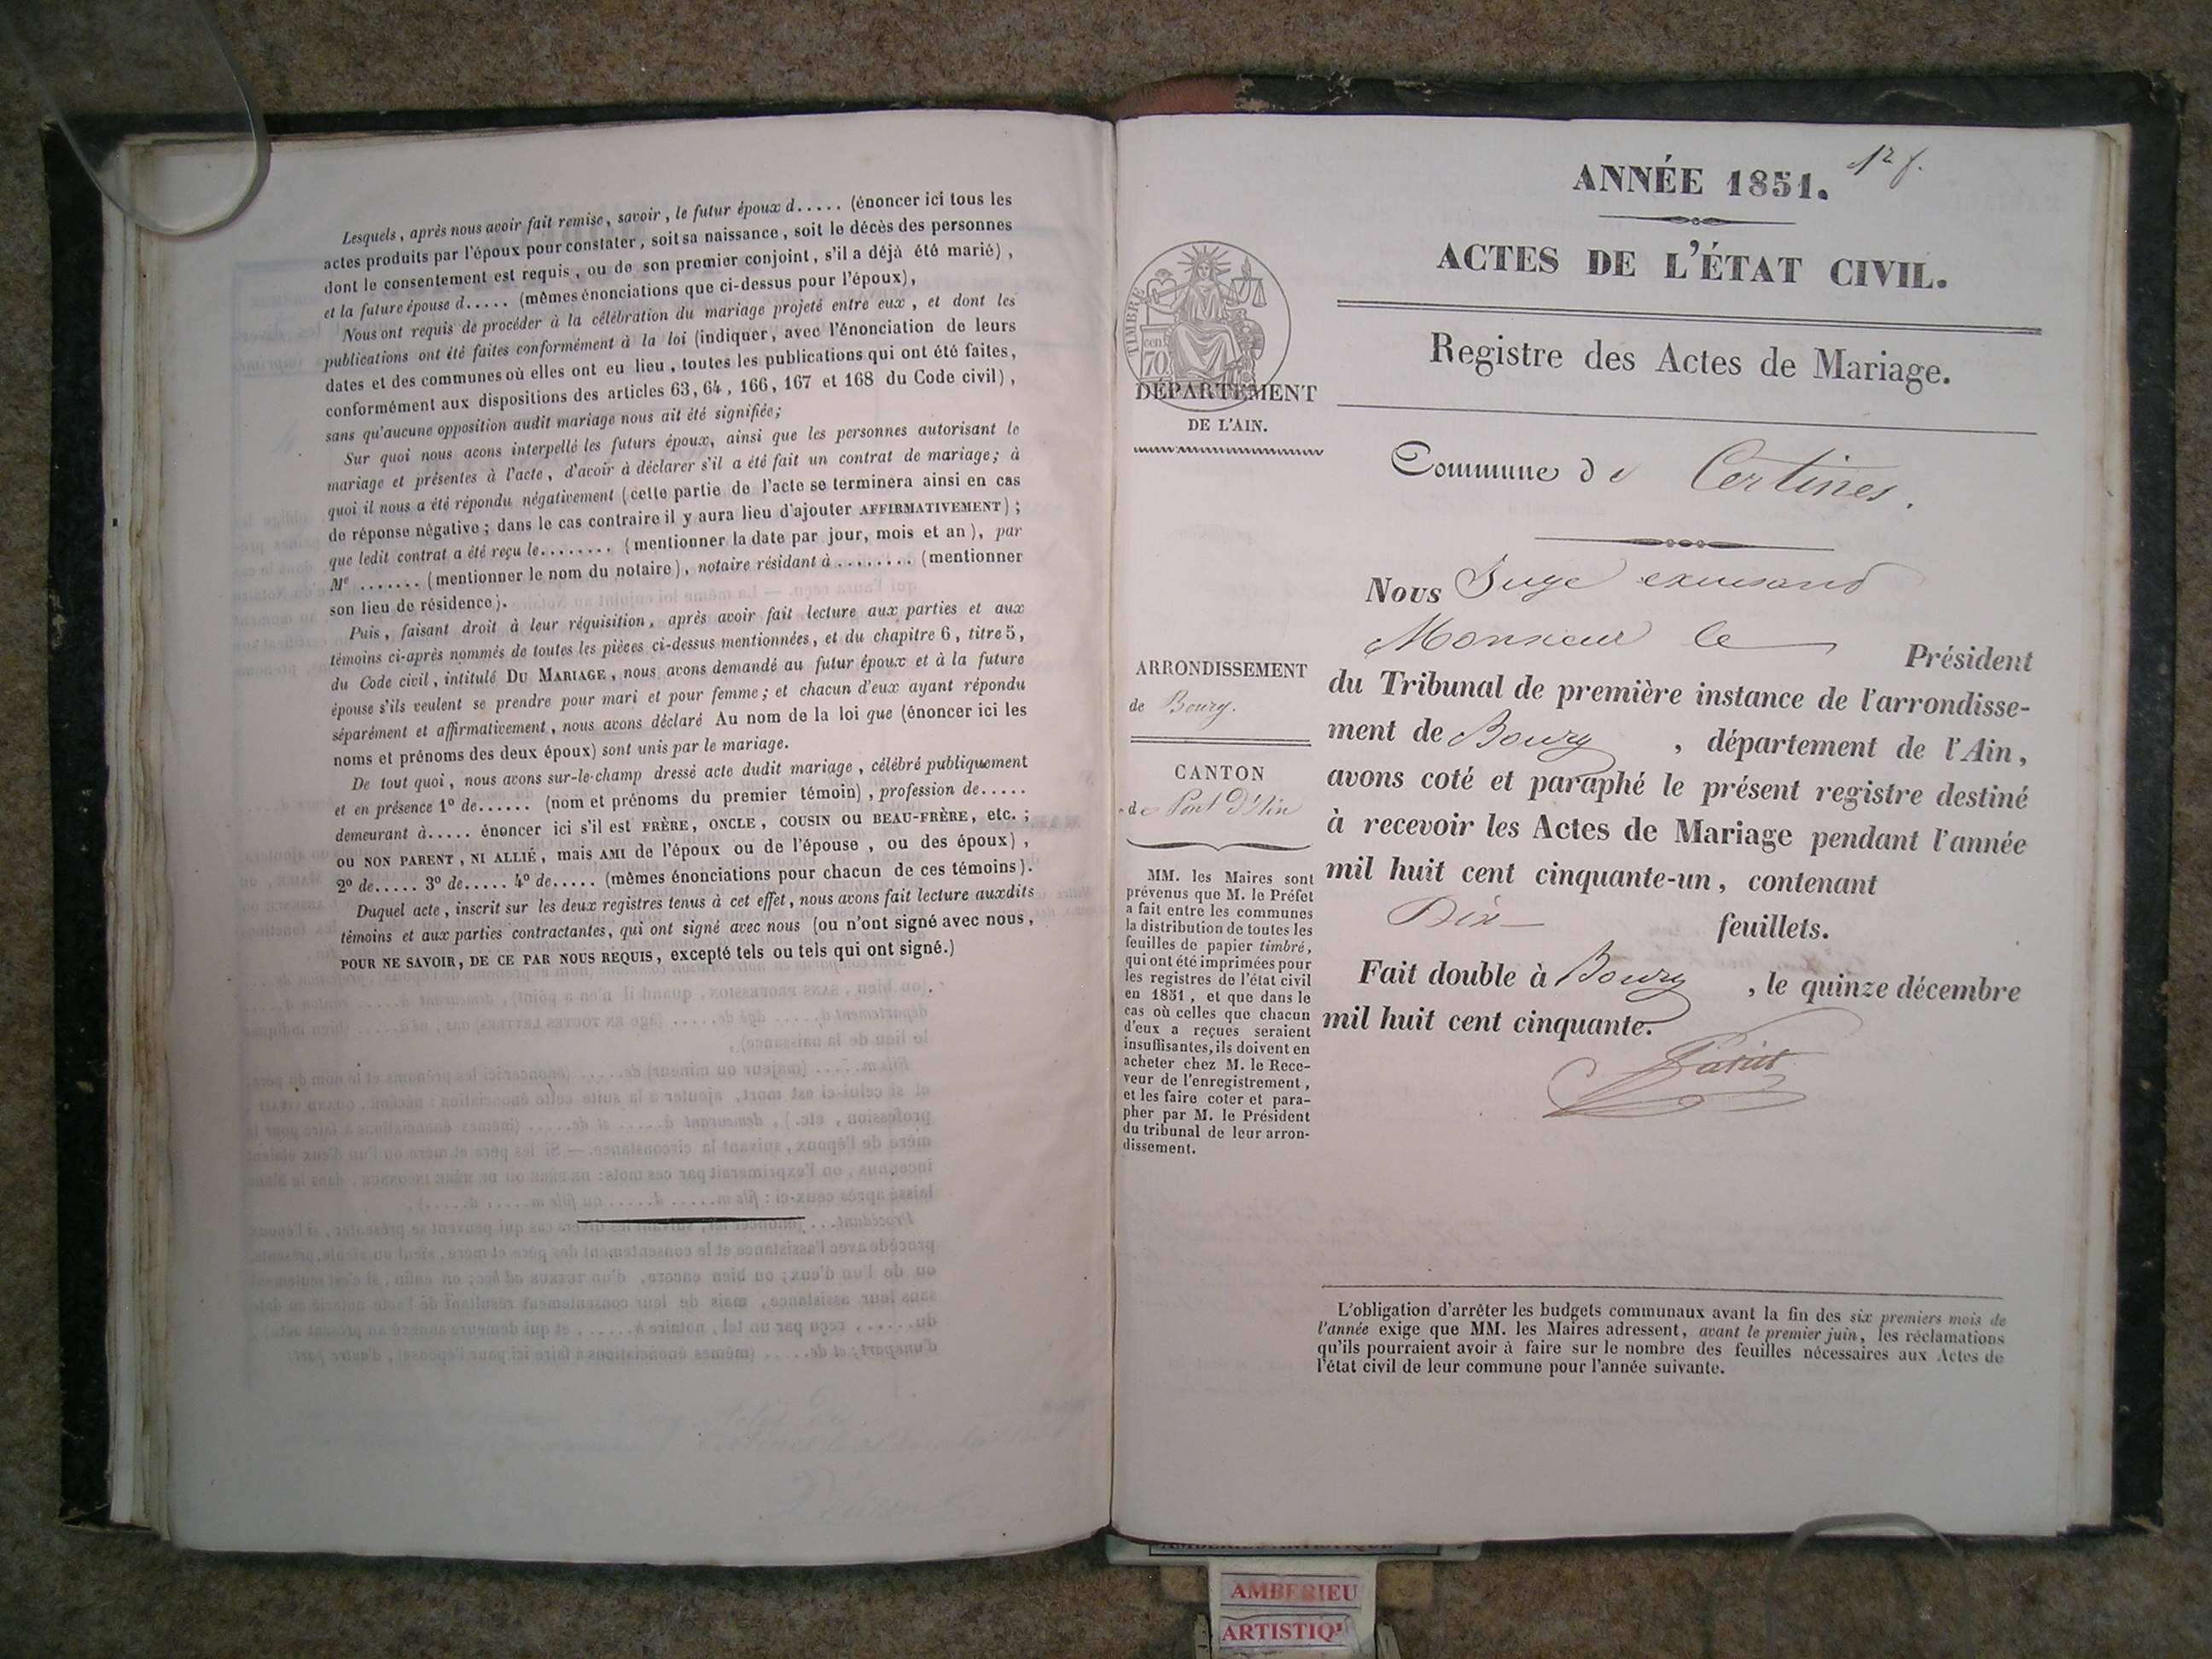 Lesquels, après nous avoir fait remise, savoir, le futur époux d..... (énoncer ici tous les
actes produits par l'époux pour constater, soit sa naissance, soit le décès des personnes
dont le consentement est requis, ou de son premier conjoint, s'il a déjà été marié),
et la future épouse d..... (mêmes énonciations que ci-dessus pour l'époux),
Nous ont requis de procéder à la célébration du mariage projeté entre eux, et dont les
publications ont été faites conformément à la loi (indiquer, avec l'énonciation de leurs
dates et des communes où elles ont eu lieu, toutes les publications qui ont été faites,
conformément aux dispositions des articles 63, 64, 166, 167 et 168 du Code civil),
sans qu'aucune opposition audit mariage nous ait été signifiée;
Sur quoi nous acons interpellé les futurs époux, ainsi que les personnes autorisant le
mariage et présentes à l'acte, d'avoir à déclarer s'il a été fait un contrat de mariage; à
quoi il nous a été répondu négativement (cette partie de l'acte se terminera ainsi en cas
de réponse négative; dans le cas contraire il y aura lieu d'ajouter AFFIRMATIVEMENT);
que ledit contrat a été reçu le........ (mentionner la date par jour, mois et an), par
Me ....... (mentionner le nom du notaire), notaire résidant à ........ (mentionner
son lieu de résidence).
Puis, faisant droit à leur réquisition, après avoir fait lecture aux parties et aux
témoins ci-après nommés de toutes les pièces ci-dessus mentionnées, et du chapitre 6, titre 5,
du Code civil, intitulé DU MARIAGE, nous avons demandé au futur époux et à la future
épouse s'ils veulent se prendre pour mari et pour femme; et chacun d'eux ayant répondu
séparément et affirmativement, nous avons déclaré Au nom de la loi que (énoncer ici les
noms et prénoms des deux époux) sont unis par le mariage.
De tout quoi, nous avons sur-le-champ dressé acte dudit mariage, célébré publiquement
et en présence 1º de...... (nom et prénoms du premier témoin), profession de.....
demeurant à..... énoncer ici s'il est FRÈRE, ONCLE, COUSIN ou BEAU-FRÈRE, etc.;
ou NON PARENT, NI ALLIÉ, mais AMI de l'époux ou de l'épouse, ou des époux),
2º de..... 3º de..... 4º de..... (mêmes énonciations pour chacun de ces témoins).
Duquel acte, inscrit sur les deux registres tenus à cet effet, nous avons fait lecture auxdits
témoins et aux parties contractantes, qui ont signé avec nous (ou n'ont signé avec nous,
POUR NE SAVOIR, DE CE PAR NOUS REQUIS, excepté tels ou tels qui ont signé.)
12 f.
ANNÉE 1851.
ACTES DE L'ÉTAT CIVIL.
Registre des Actes de Mariage.
TIMBRE
cen. 70
DÉPARTEMENT
DE L'AIN.
Commune de Certines.
ARRONDISSEMENT
de Bourg.
CANTON
de Pont d'Ain
MM. les Maires sont
prévenus que M. le Préfet
a fait entre les communes
la distribution de toutes les
feuilles de papier timbré,
qui ont été imprimées pour
les registres de l'état civil
en 1851, et que dans le
cas où celles que chacun
d'eux a reçues seraient
insuffisantes, ils doivent en
acheter chez M. le Rece-
veur de l'enregistrement,
et les faire coter et para-
pher par M. le Président
du tribunal de leur arron-
dissement.
Nous Juge
Monsieur le Président
du Tribunal de première instance de l'arrondisse-
ment de Bourg, département de l'Ain,
avons coté et paraphé le présent registre destiné
à recevoir les Actes de Mariage pendant l'année
mil huit cent cinquante-un, contenant
Dix feuillets.
Fait double à Bourg, le quinze décembre
mil huit cent cinquante.
L'obligation d'arrêter les budgets communaux avant la fin des six premiers mois de
l'année exige que MM. les Maires adressent, avant le premier juin, les réclamations
qu'ils pourraient avoir à faire sur le nombre des feuilles nécessaires aux Actes de
l'état civil de leur commune pour l'année suivante.
AMBERIEU
ARTISTIQ